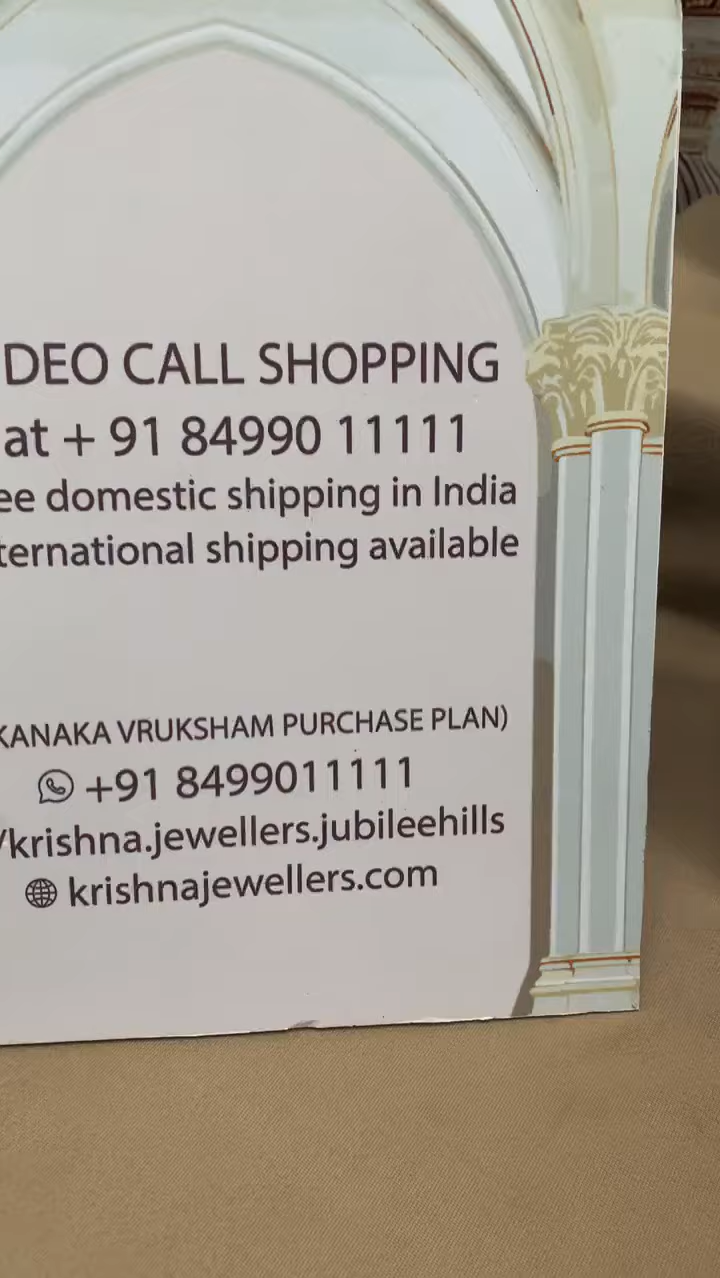 DEO CALL SHOPPING
at + 91 84990 11111
ee domestic shipping in India
ternational shipping available
KANAKA VRUKSHAM PURCHASE PLAN)
+91 8499011111
/krishna.jewellers.jubileehills
krishnajewellers.com